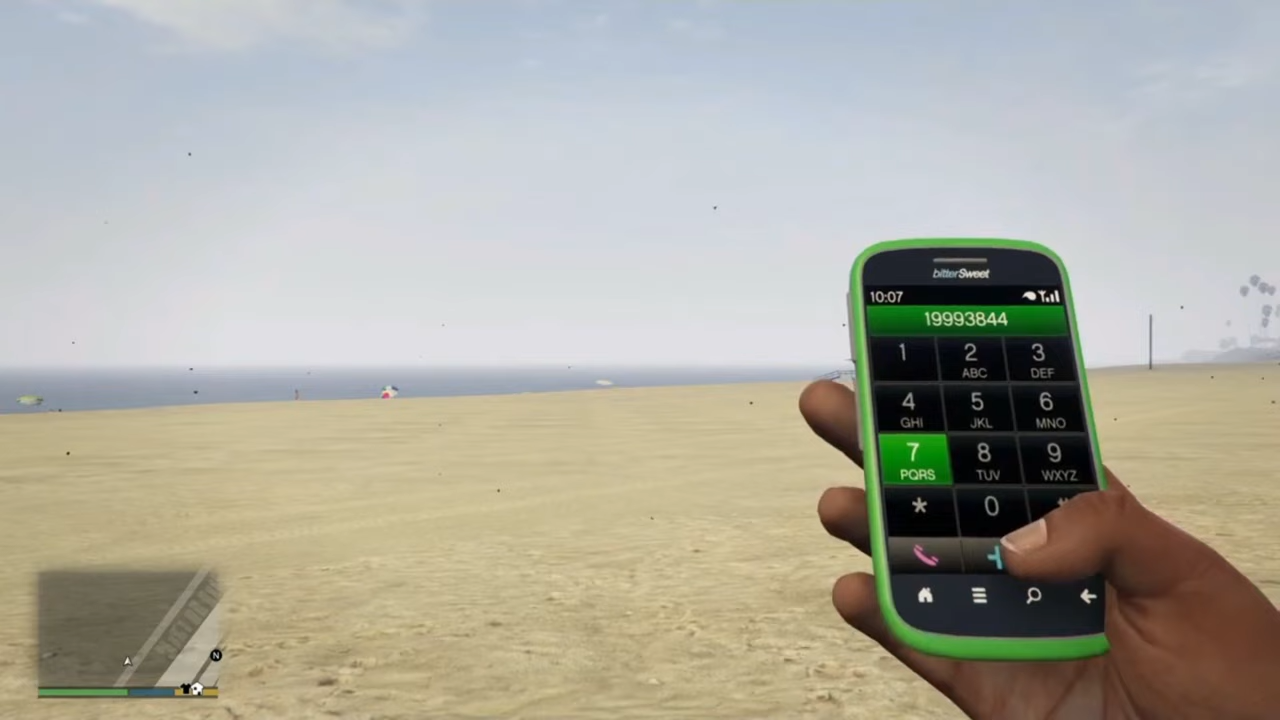 bitterSweet
10:07
19993844
1
2
3
ABC
DEF
4
5
6
GHI
JKL
MNO
7
8
9
PQRS
TUV
WXYZ
*
0
N